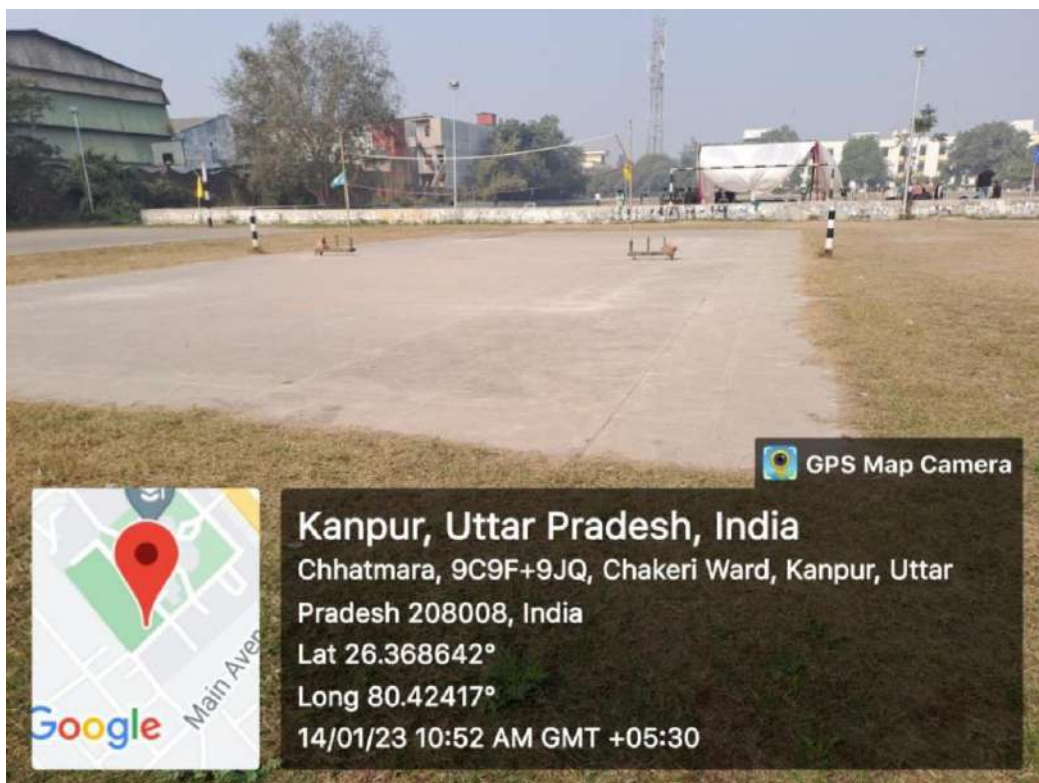 GPS Map Camera
Kanpur, Uttar Pradesh, India
Chhatmara, 9C9F+9JQ, Chakeri Ward, Kanpur, Uttar
Pradesh 208008, India
Lat 26.368642°
Long 80.42417°
14/01/23 10:52 AM GMT +05:30
Main Aven
Google